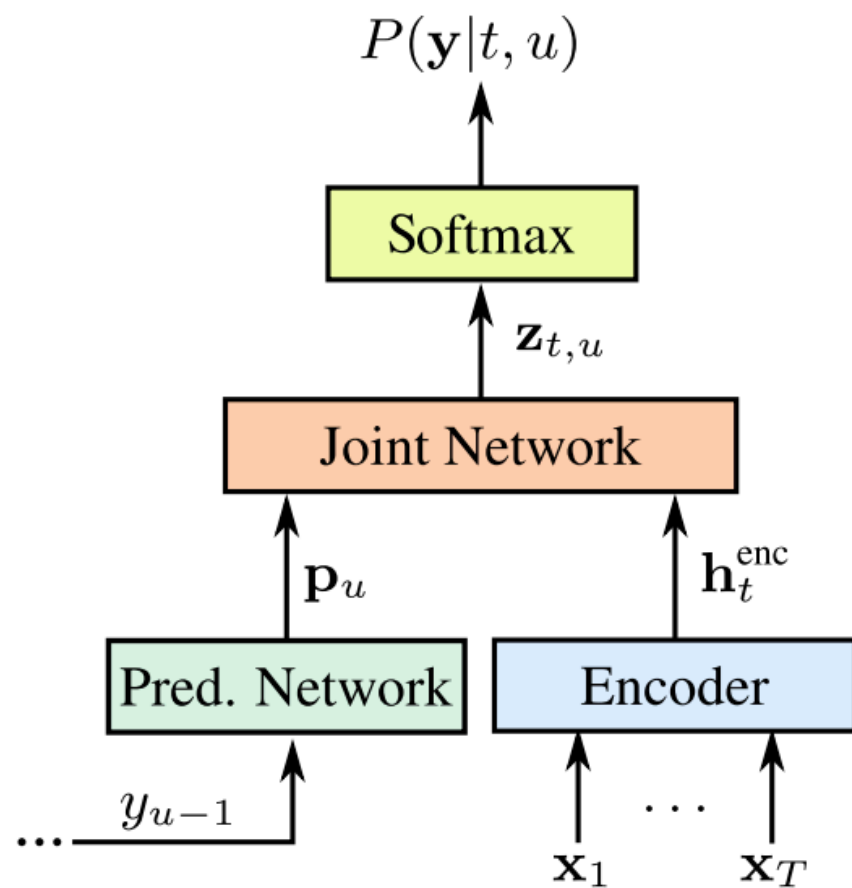 P(y|t, u)
Softmax
z_{t,u}
Joint Network
p_u
h_t^{enc}
Pred. Network
Encoder
... y_{u-1}
...
x_1
x_T